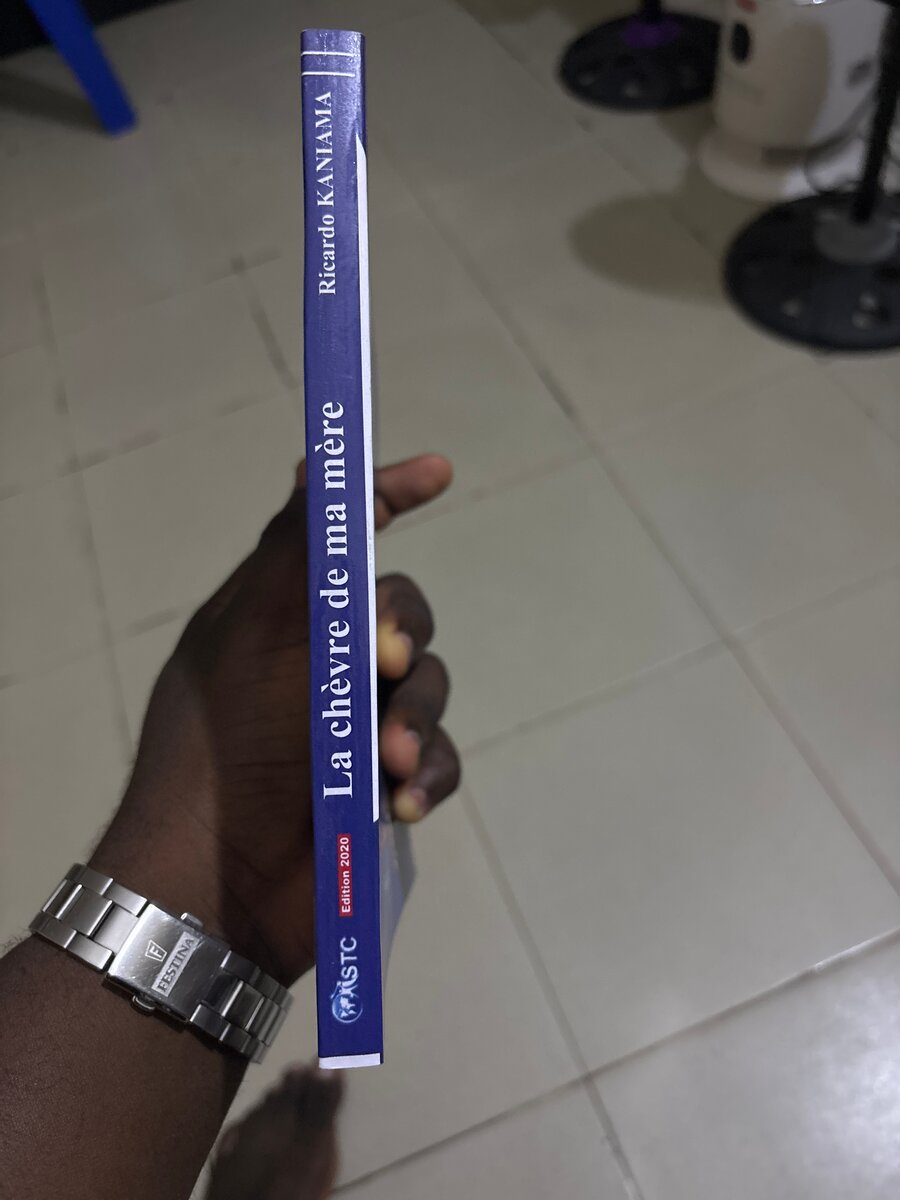 Ricardo KANIAMA
La chèvre de ma mère
Edition 2020
STC
F
FESTINA